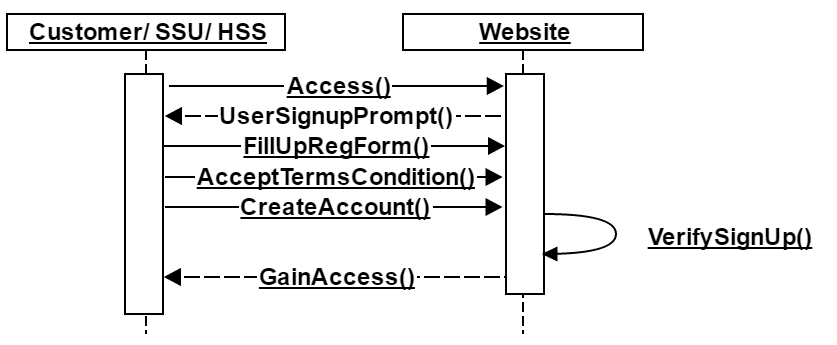 Customer/ SSU/ HSS
Website
Access()
UserSignupPrompt()
FillUpRegForm()
AcceptTermsCondition()
CreateAccount()
VerifySignUp()
GainAccess()